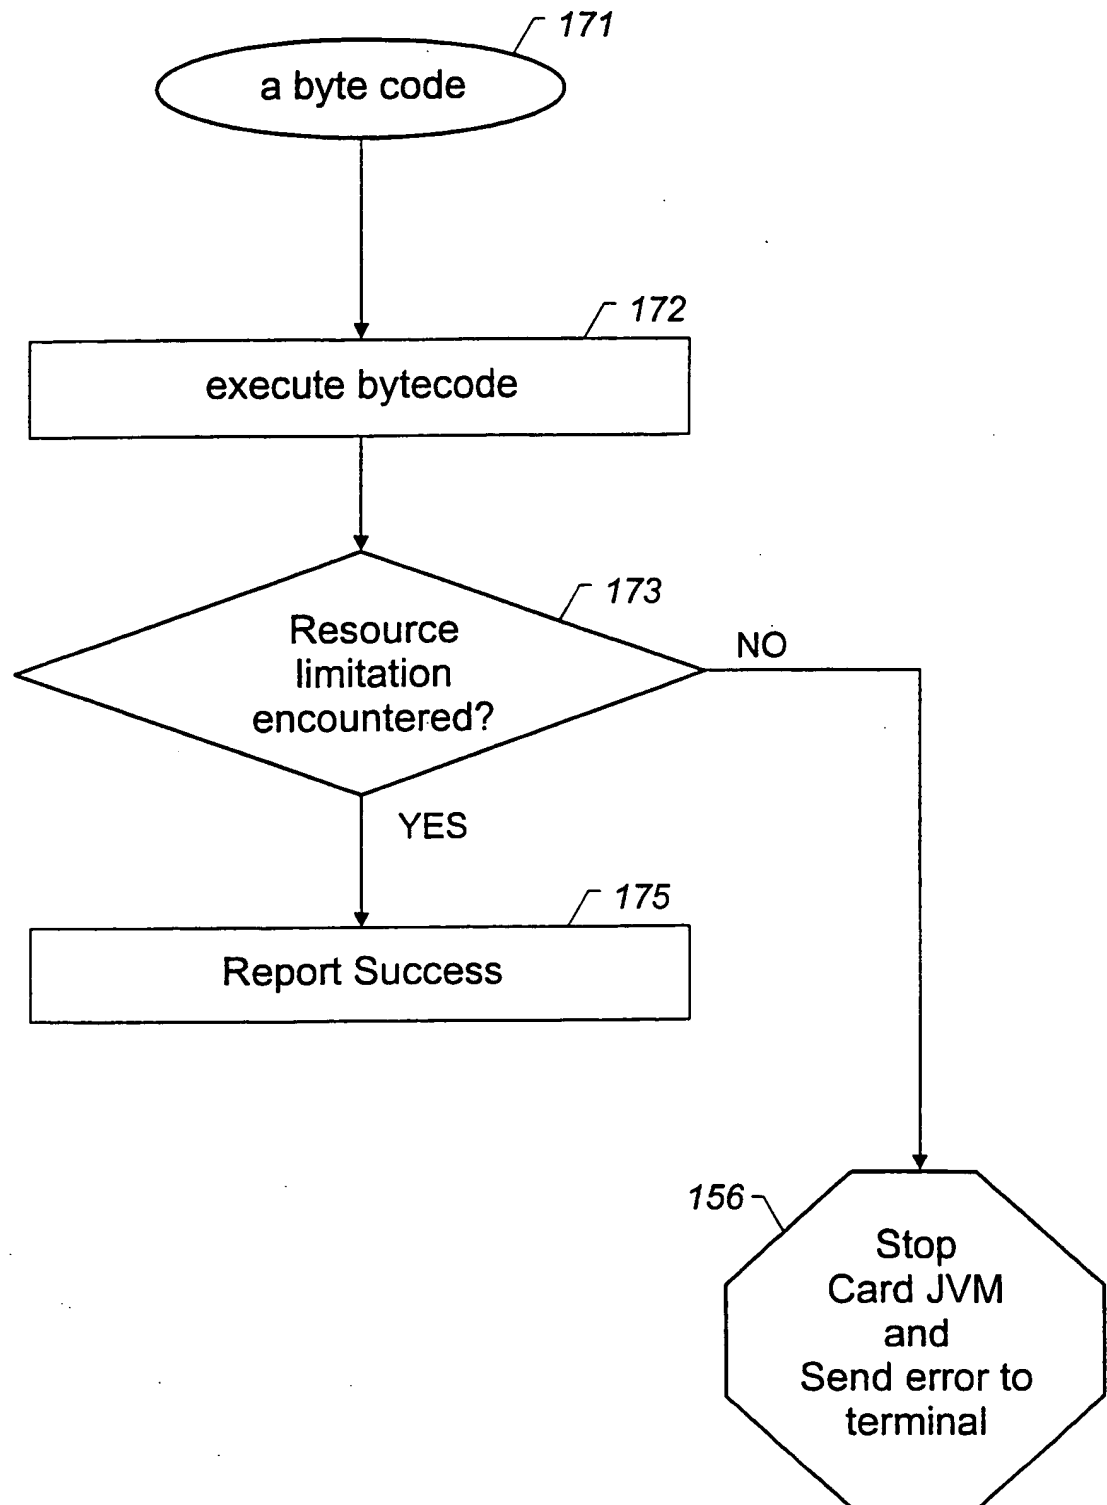 171
a byte code
172
execute bytecode
173
Resource
limitation
encountered?
NO
YES
175
Report Success
156
Stop
Card JVM
and
Send error to
terminal